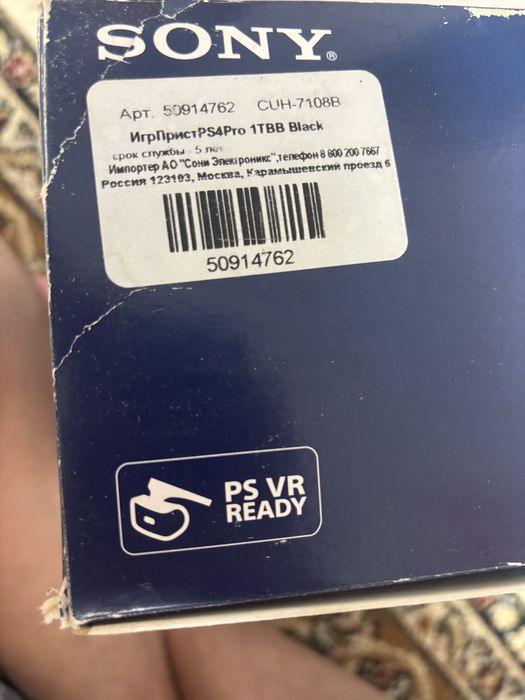 SONY®
Арт. 50914762 CUH-7108B
ИгрПристPS4Pro 1TBB Black
срок службы - 5 лет
Импортер АО "Сони Электроникс",телефон 8 800 200 7667
Россия 123103, Москва, Карамышевский проезд 6
50914762
PS VR
READY